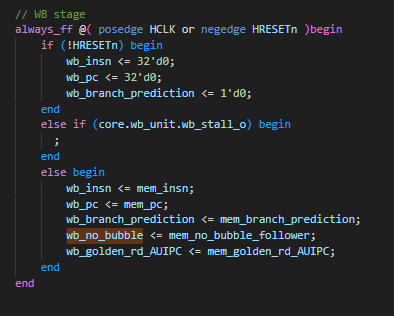 // WB stage
always_ff @( posedge HCLK or negedge HRESETn )begin
if (!HRESETn) begin
wb_insn <= 32'd0;
wb_pc <= 32'd0;
wb_branch_prediction <= 1'd0;
end
else if (core.wb_unit.wb_stall_o) begin
;
end
else begin
wb_insn <= mem_insn;
wb_pc <= mem_pc;
wb_branch_prediction <= mem_branch_prediction;
wb_no_bubble <= mem_no_bubble_follower;
wb_golden_rd_AUIPC <= mem_golden_rd_AUIPC;
end
end